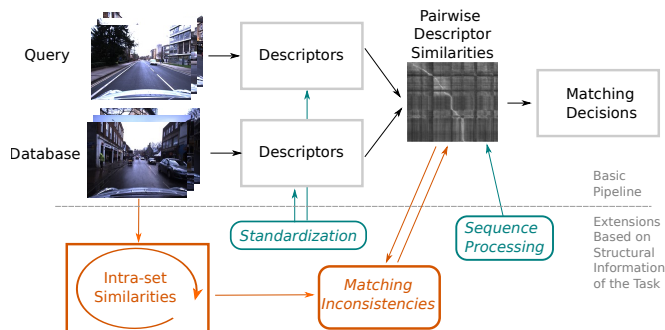 Pairwise
Descriptor
Similarities
Query
Descriptors
Matching
Decisions
Database
Descriptors
Basic
Pipeline
Standardization
Sequence
Processing
Extensions
Based on
Structural
Information
of the Task
Intra-set
Similarities
Matching
Inconsistencies